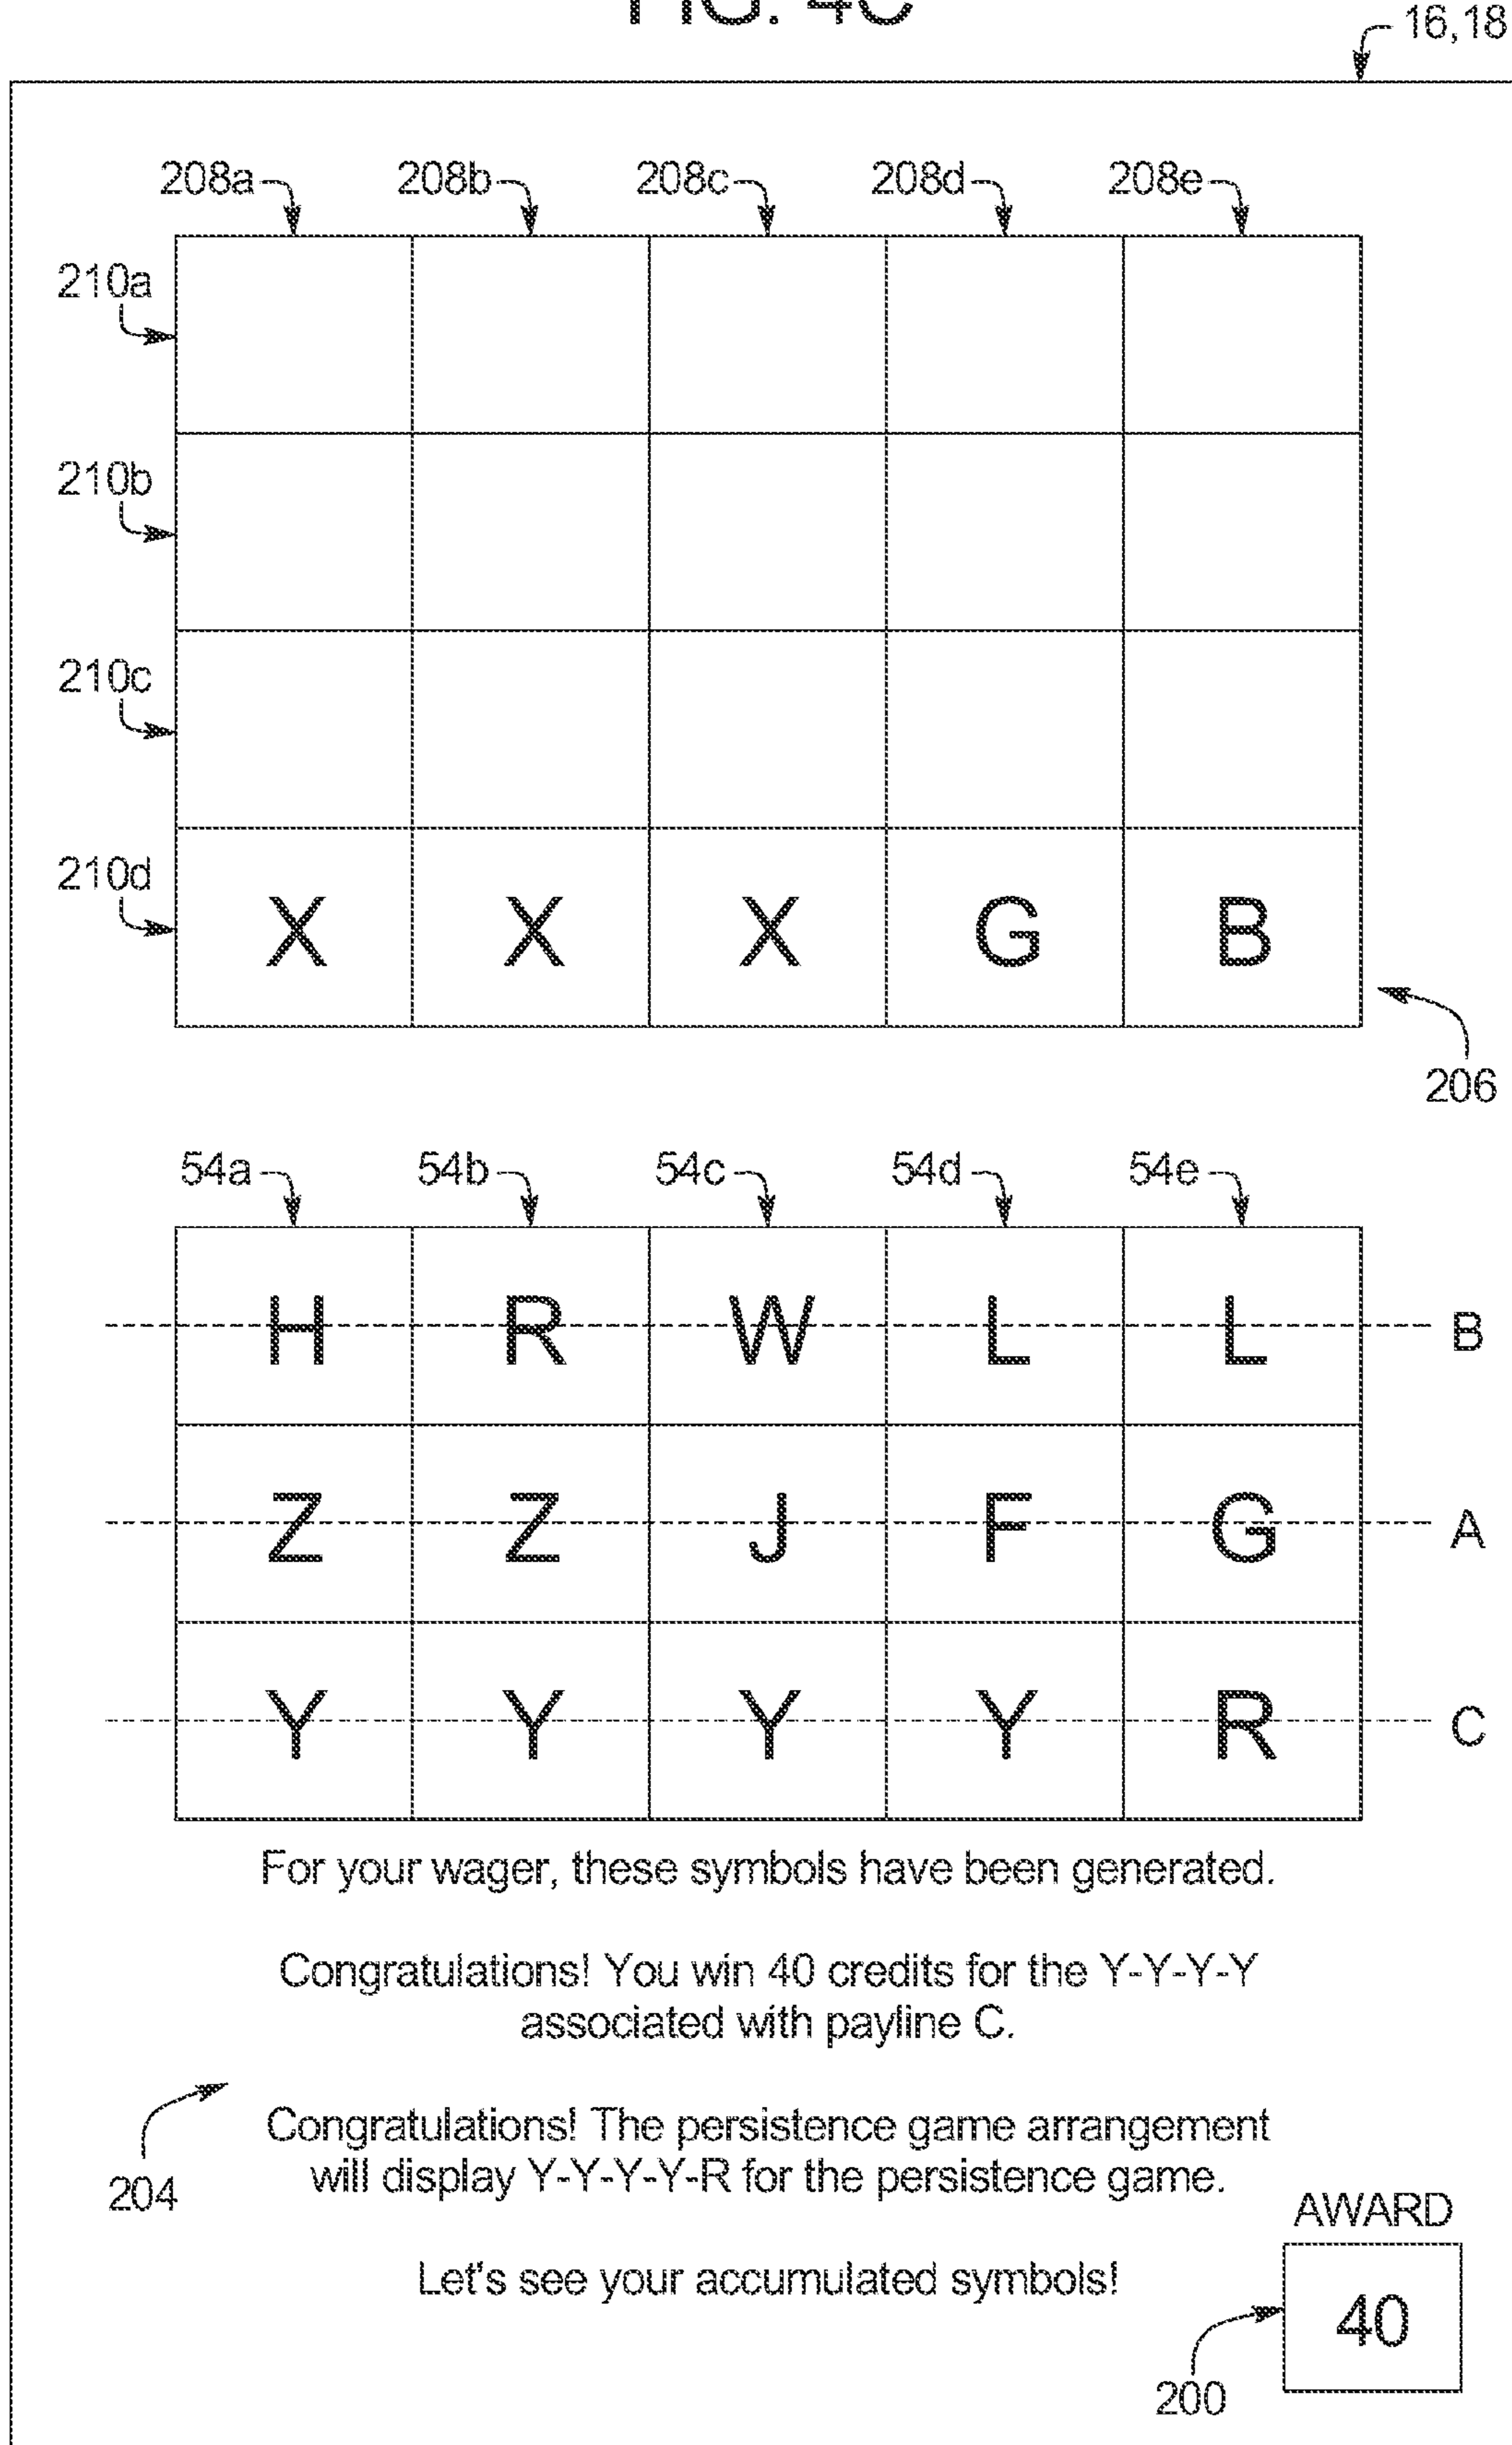 FIG. 4C
16,18
208a 208b 208c 208d 208e
210a
210b
210c
210d
X X X G B
206
54a 54b 54c 54d 54e
H R W L L B
Z Z J F G A
Y Y Y Y R C
For your wager, these symbols have been generated.
Congratulations! You win 40 credits for the Y-Y-Y-Y
associated with payline C.
Congratulations! The persistence game arrangement
will display Y-Y-Y-Y-R for the persistence game.
204
Let's see your accumulated symbols!
AWARD
40
200